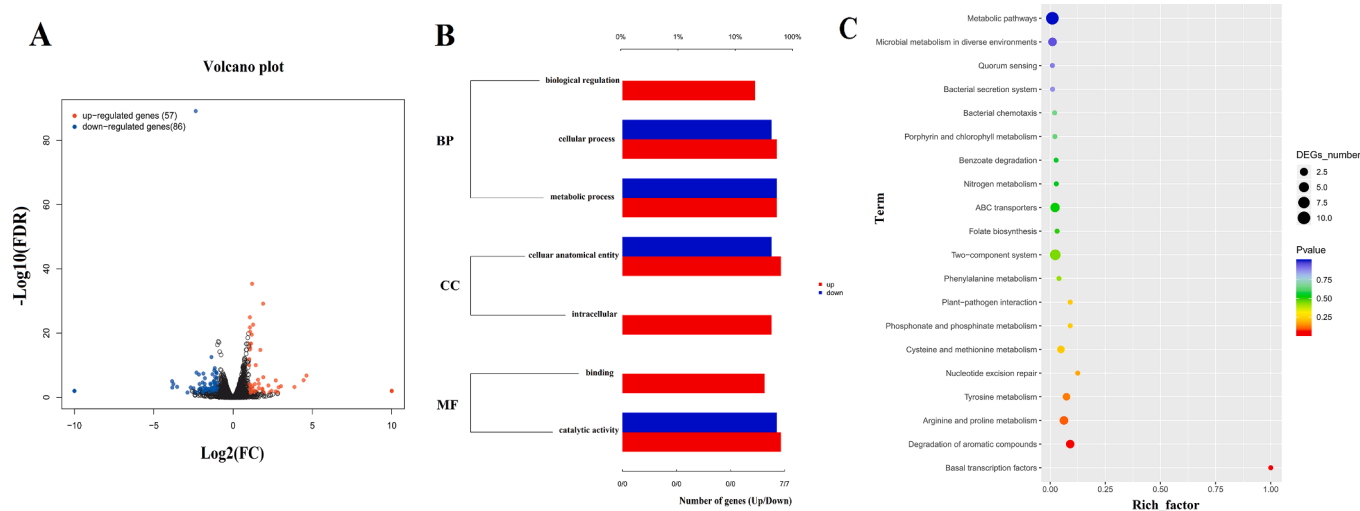 A
Volcano plot
up-regulated genes (57)
down-regulated genes(86)
-Log10(FDR)
80
60
40
20
0
−10
−5
0
5
10
Log2(FC)
B
0%
1%
10%
100%
BP
biological regulation
cellular process
metabolic process
CC
celluar anatomical entity
intracellular
MF
binding
catalytic activity
up
down
0/0
0/0
0/0
7/7
Number of genes (Up/Down)
C
Term
Metabolic pathways
Microbial metabolism in diverse environments
Quorum sensing
Bacterial secretion system
Bacterial chemotaxis
Porphyrin and chlorophyll metabolism
Benzoate degradation
Nitrogen metabolism
ABC transporters
Folate biosynthesis
Two−component system
Phenylalanine metabolism
Plant−pathogen interaction
Phosphonate and phosphinate metabolism
Cysteine and methionine metabolism
Nucleotide excision repair
Tyrosine metabolism
Arginine and proline metabolism
Degradation of aromatic compounds
Basal transcription factors
0.00
0.25
0.50
0.75
1.00
Rich_factor
DEGs_number
2.5
5.0
7.5
10.0
Pvalue
0.75
0.50
0.25